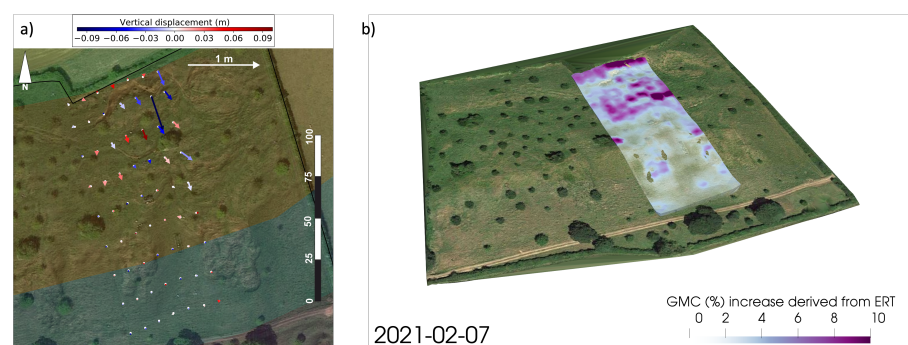 a)
Vertical displacement (m)
−0.09 −0.06 −0.03 0.00 0.03 0.06 0.09
N
1 m
100
75
50
25
0
b)
2021-02-07
GMC (%) increase derived from ERT
0 2 4 6 8 10